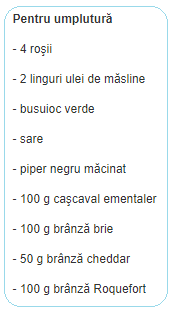 Pentru umplutură
- 4 roșii
- 2 linguri ulei de măsline
- busuioc verde
- sare
- piper negru măcinat
- 100 g cașcaval ementaler
- 100 g brânză brie
- 50 g brânză cheddar
- 100 g brânză Roquefort